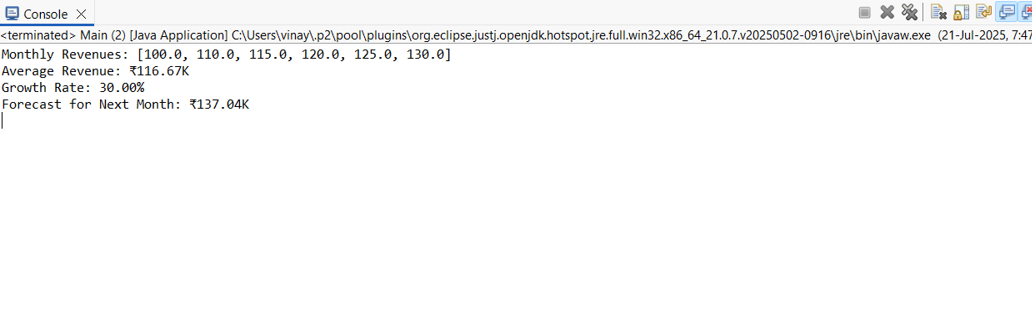 Console
<terminated> Main (2) [Java Application] C:\Users\vinay\.p2\pool\plugins\org.eclipse.justj.openjdk.hotspot.jre.full.win32.x86_64_21.0.7.v20250502-0916\jre\bin\javaw.exe (21-Jul-2025, 7:47
Monthly Revenues: [100.0, 110.0, 115.0, 120.0, 125.0, 130.0]
Average Revenue: ₹116.67K
Growth Rate: 30.00%
Forecast for Next Month: ₹137.04K